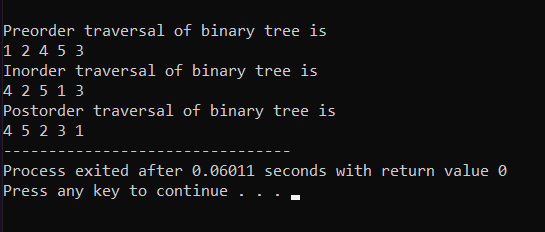 Preorder traversal of binary tree is
1 2 4 5 3
Inorder traversal of binary tree is
4 2 5 1 3
Postorder traversal of binary tree is
4 5 2 3 1
--------------------------------
Process exited after 0.06011 seconds with return value 0
Press any key to continue . . .